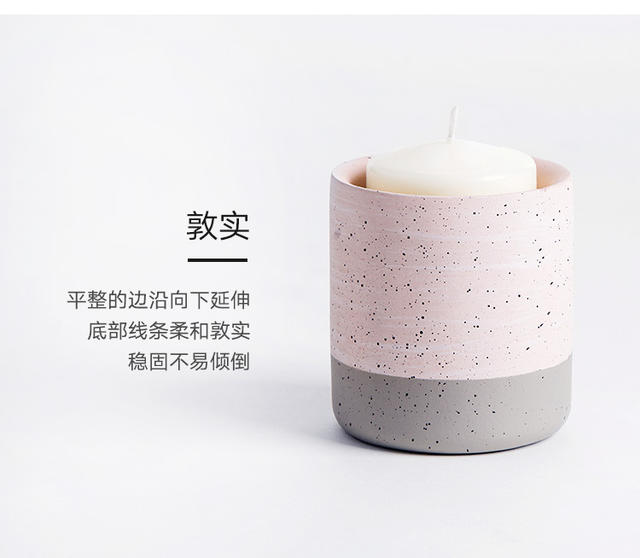 敦实
平整的边沿向下延伸
底部线条柔和敦实
稳固不易倾倒